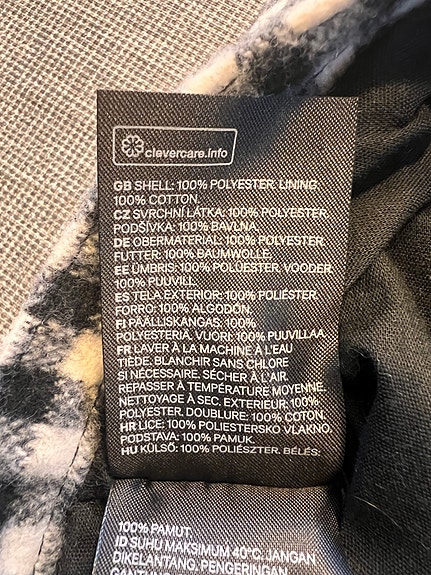 clevercare.info
GB SHELL: 100% POLYESTER. LINING:
100% COTTON.
CZ SVRCHNÍ LÁTKA: 100% POLYESTER.
PODŠÍVKA: 100% BAVLNA.
DE OBERMATERIAL: 100% POLYESTER.
FUTTER: 100% BAUMWOLLE.
EE ÜMBRIS: 100% POLÜESTER. VOODER:
100% PUUVILL.
ES TELA EXTERIOR: 100% POLIÉSTER.
FORRO: 100% ALGODÓN.
FI PÄÄLLISKANGAS: 100%
POLYESTERIÄ. VUORI: 100% PUUVILLAA.
FR LAVER À LA MACHINE À L'EAU
TIÈDE: BLANCHIR SANS CHLORE
SI NÉCESSAIRE. SÉCHER À L'AIR.
REPASSER À TEMPÉRATURE MOYENNE.
NETTOYAGE À SEC. EXTERIEUR: 100%
POLYESTER. DOUBLURE: 100% COTON.
HR LICE: 100% POLIESTERSKO VLAKNO.
PODSTAVA: 100% PAMUK.
HU KÜLSŐ: 100% POLIÉSZTER. BÉLÉS:
100% PAMUT.
ID SUHU MAKSIMUM 40°C. JANGAN
DIKELANTANG. PENGERINGAN